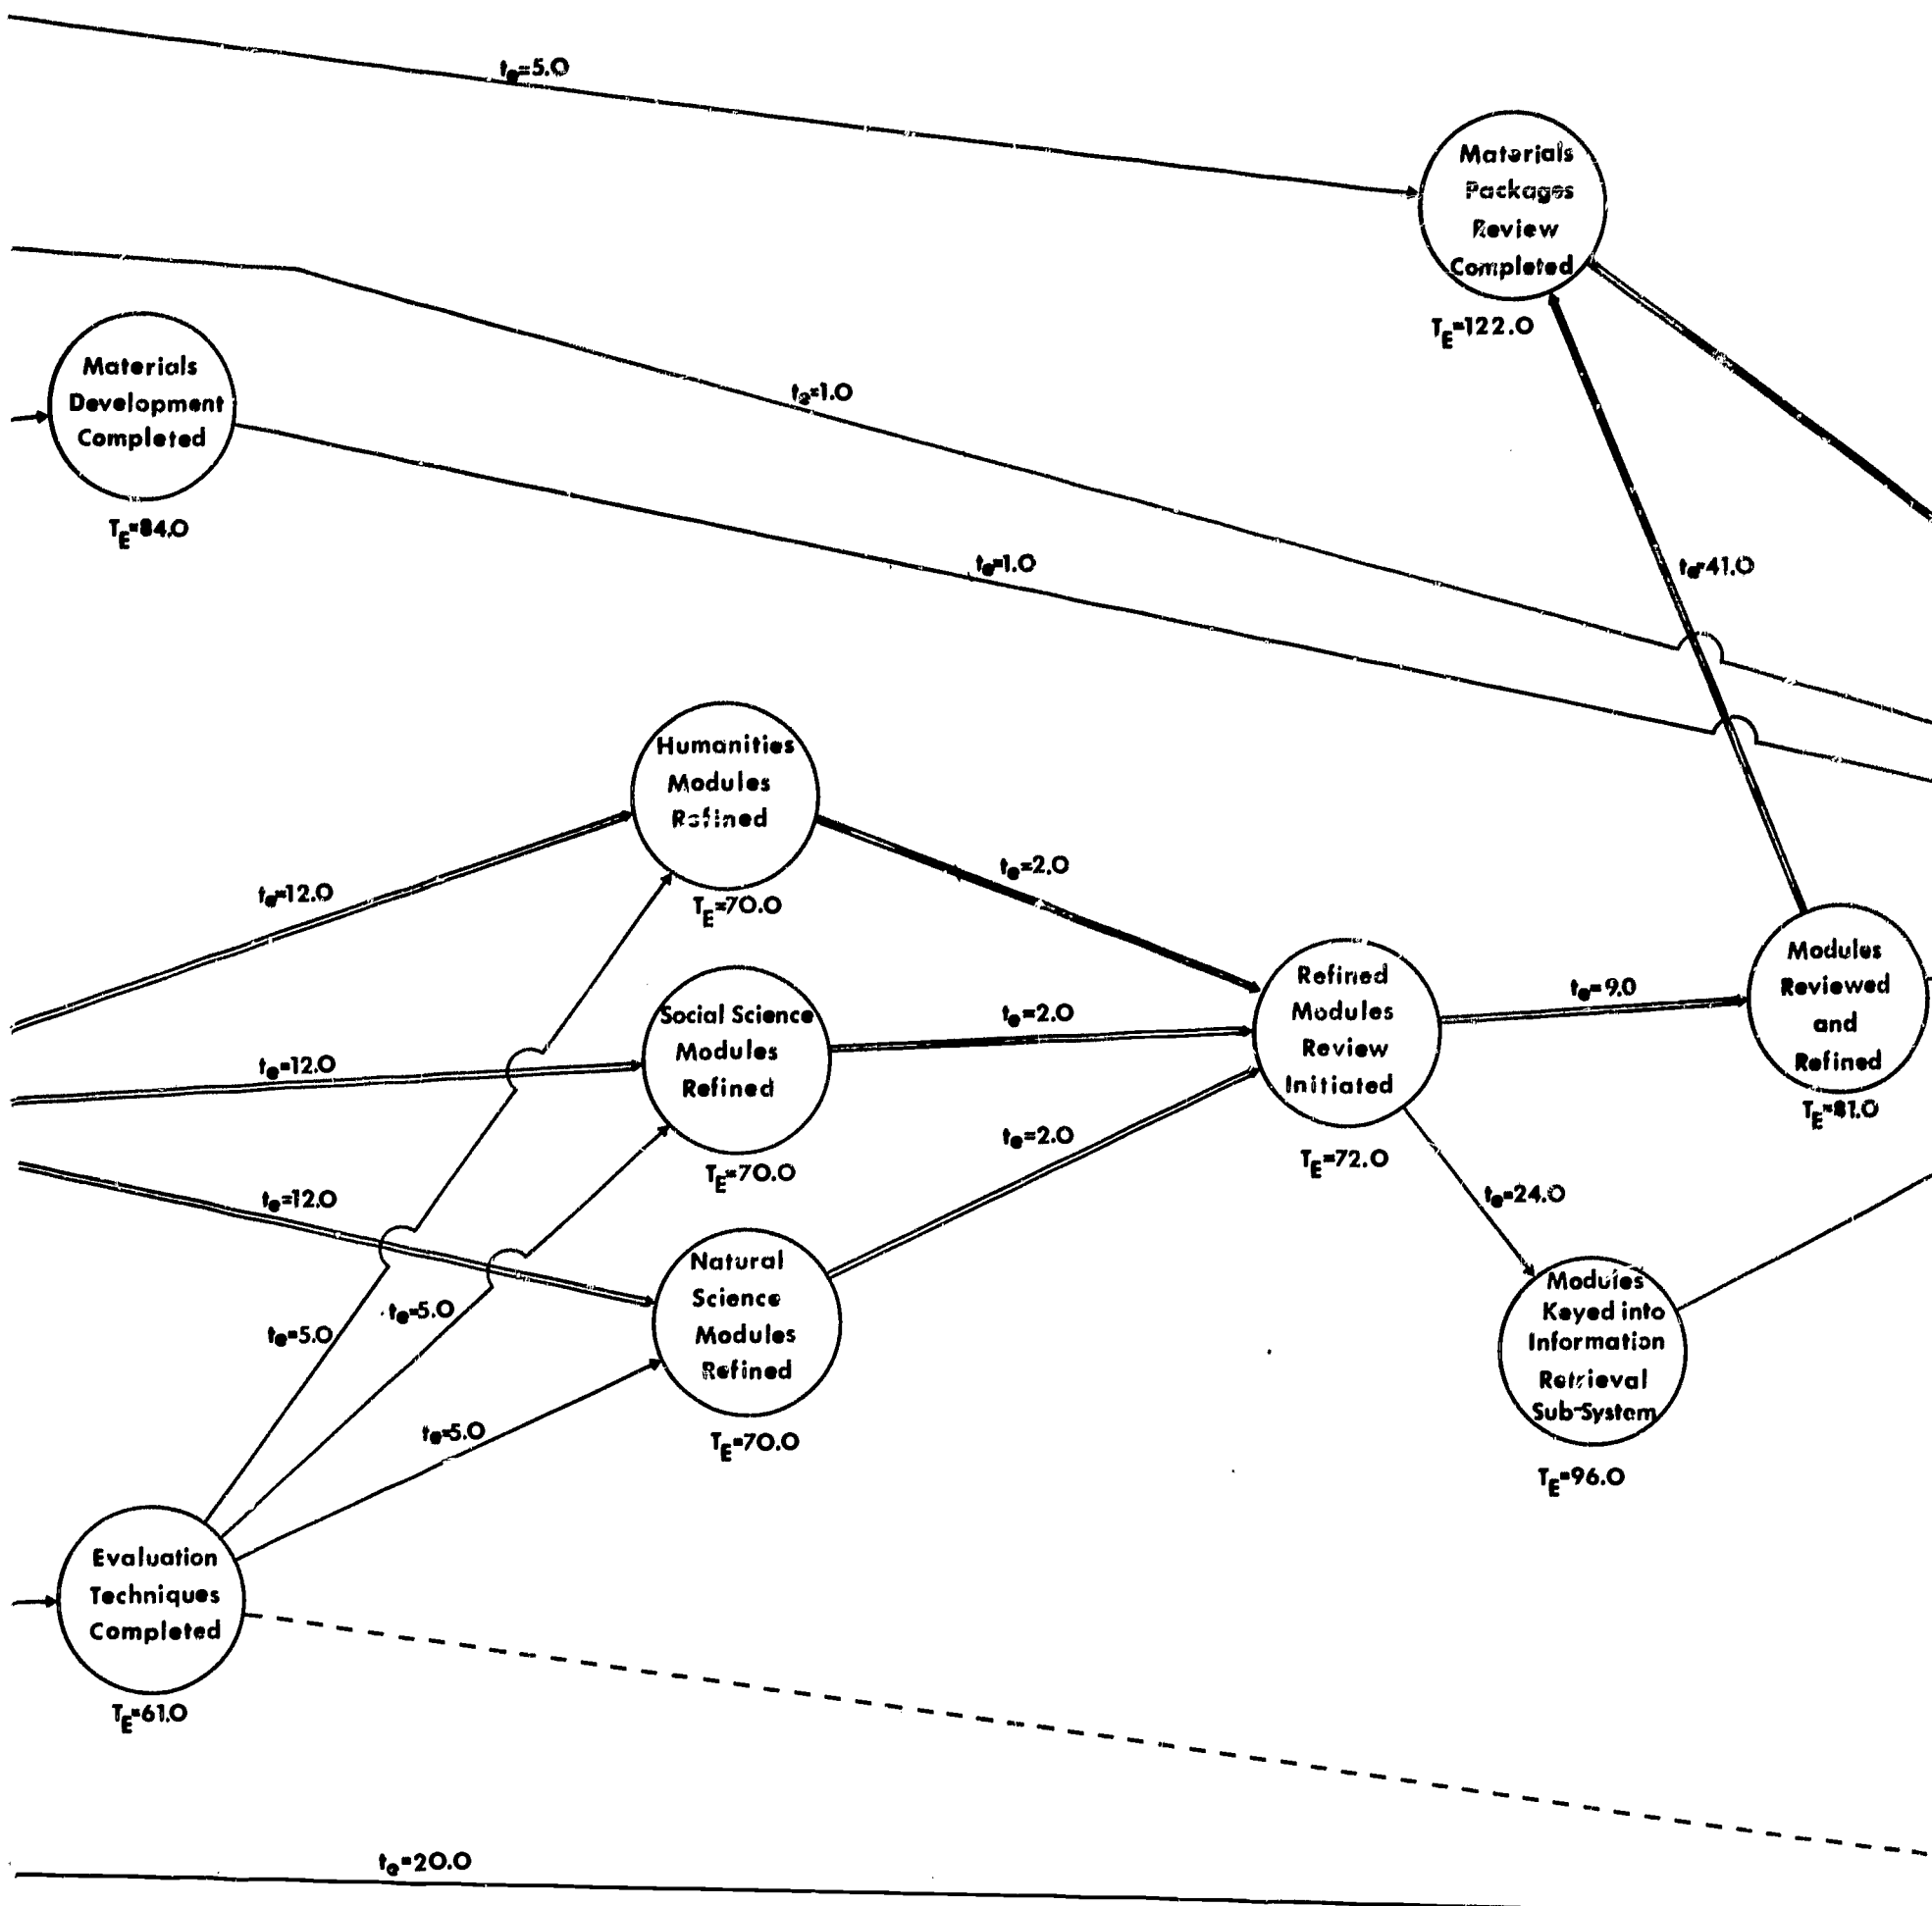 te=5.0
Materials
Packages
Review
Completed
TE=122.0
Materials
Development
Completed
TE=84.0
te=1.0
te=1.0
te=41.0
Humanities
Modules
Refined
TE=70.0
te=12.0
te=2.0
Social Science
Modules
Refined
TE=70.0
te=12.0
te=2.0
Refined
Modules
Review
Initiated
TE=72.0
te=9.0
Modules
Reviewed
and
Refined
TE=81.0
te=12.0
te=2.0
te=24.0
Natural
Science
Modules
Refined
TE=70.0
te=5.0
te=5.0
te=5.0
Modules
Keyed into
Information
Retrieval
Sub-System
TE=96.0
Evaluation
Techniques
Completed
TE=61.0
te=20.0